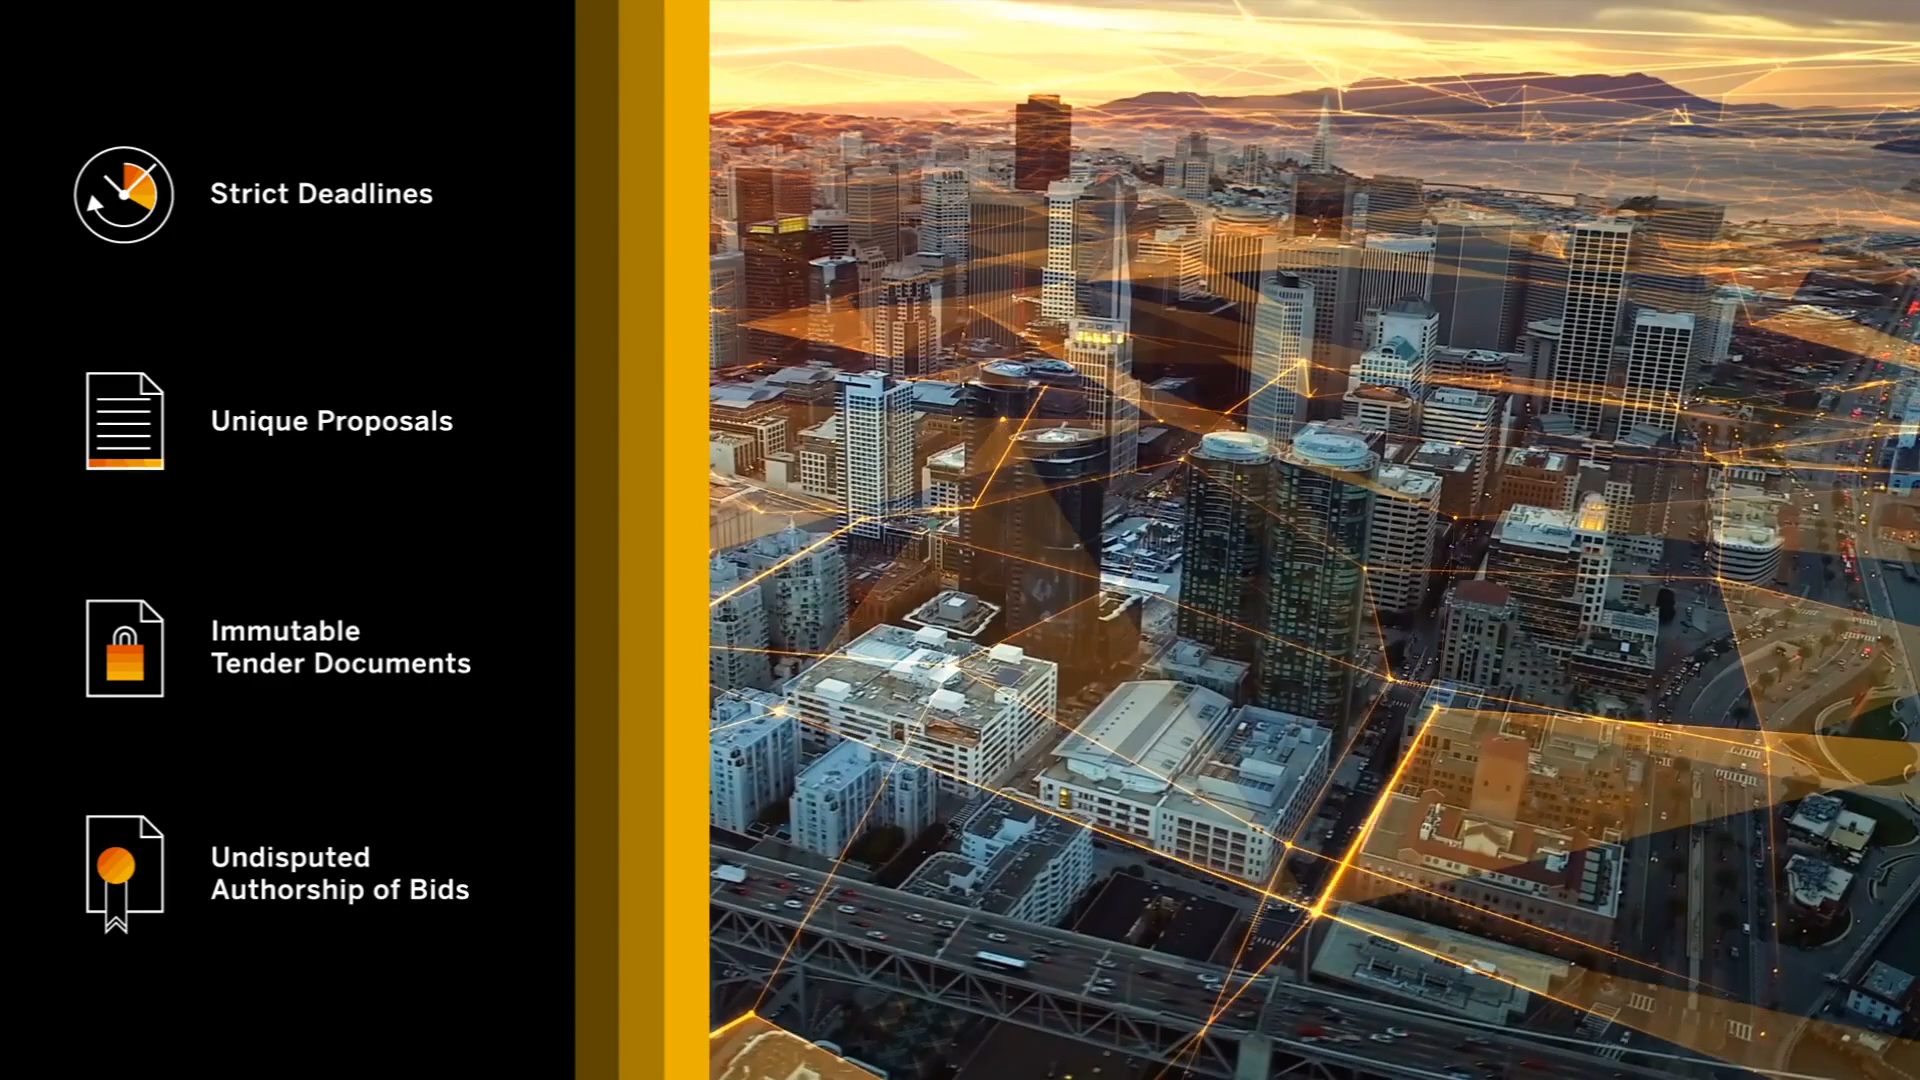 Strict Deadlines
Unique Proposals
Immutable
Tender Documents
Undisputed
Authorship of Bids